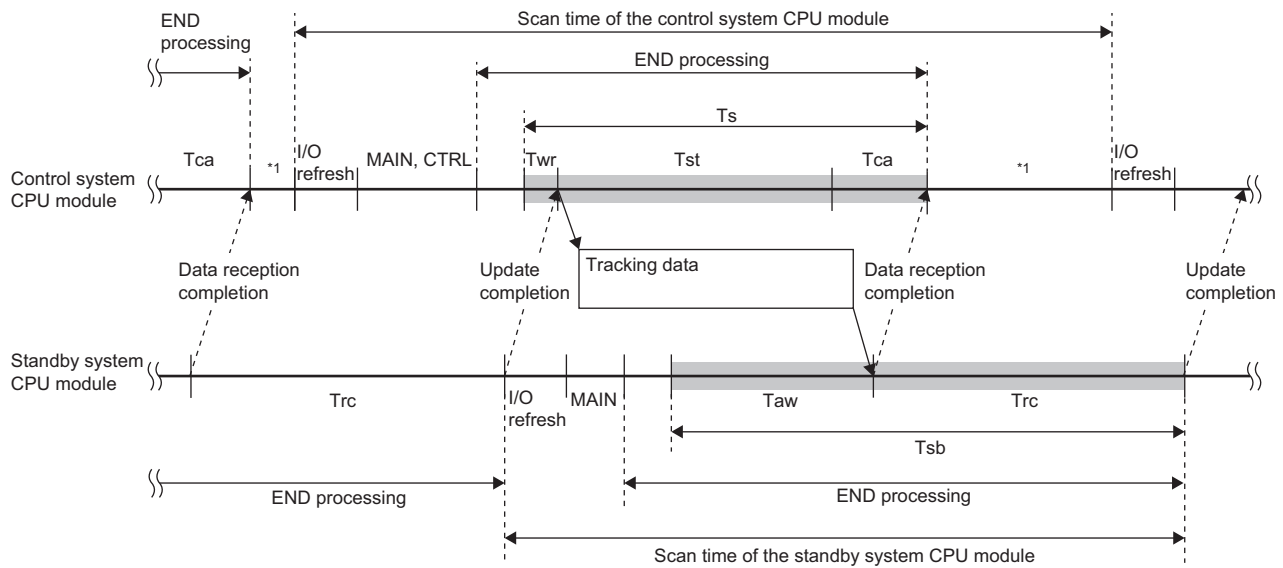 END
processing
Scan time of the control system CPU module
END processing
Ts
Tca
*1
I/O
refresh
MAIN, CTRL
Twr
Tst
Tca
*1
I/O
refresh
Control system
CPU module
Data reception
completion
Update
completion
Tracking data
Data reception
completion
Update
completion
Standby system
CPU module
Trc
I/O
refresh
MAIN
Taw
Trc
Tsb
END processing
END processing
Scan time of the standby system CPU module